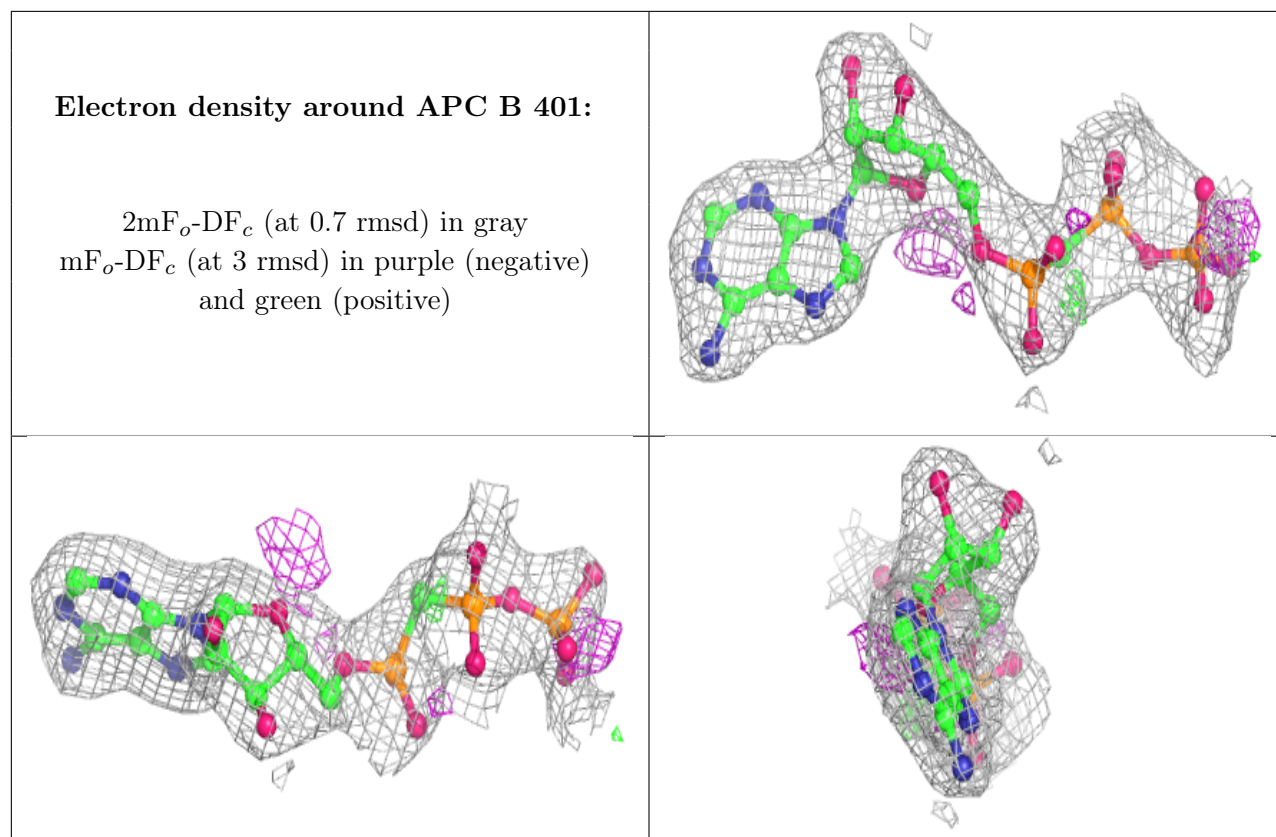 Electron density around APC B 401:
2mFₒ-DF𝒸 (at 0.7 rmsd) in gray
mFₒ-DF𝒸 (at 3 rmsd) in purple (negative)
and green (positive)